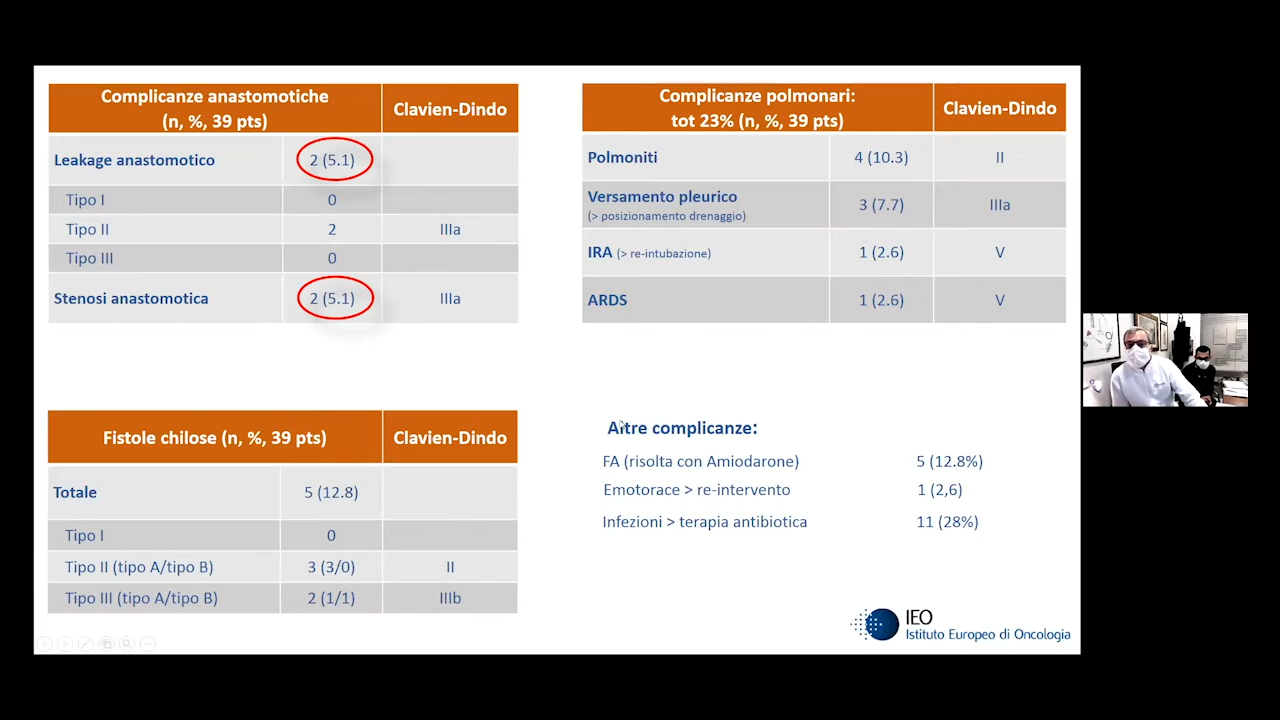 Complicanze anastomotiche
(n, %, 39 pts)
Clavien-Dindo
Leakage anastomotico 2 (5.1)
Tipo I 0
Tipo II 2 IIIa
Tipo III 0
Stenosi anastomotica 2 (5.1) IIIa
Complicanze polmonari:
tot 23% (n, %, 39 pts)
Clavien-Dindo
Polmoniti 4 (10.3) II
Versamento pleurico
(> posizionamento drenaggio)
3 (7.7) IIIa
IRA (> re-intubazione) 1 (2.6) V
ARDS 1 (2.6) V
Fistole chilose (n, %, 39 pts) Clavien-Dindo
Totale 5 (12.8)
Tipo I 0
Tipo II (tipo A/tipo B) 3 (3/0) II
Tipo III (tipo A/tipo B) 2 (1/1) IIIb
Altre complicanze:
FA (risolta con Amiodarone) 5 (12.8%)
Emotorace > re-intervento 1 (2,6)
Infezioni > terapia antibiotica 11 (28%)
IEO
Istituto Europeo di Oncologia